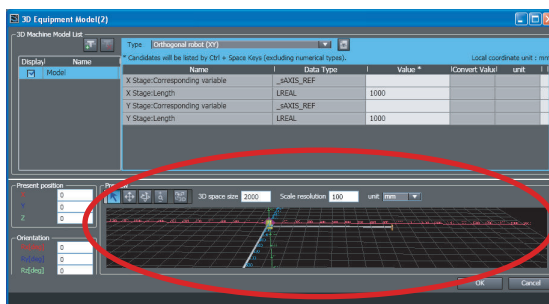 3D Equipment Model(2)
3D Machine Model List
Type Orthogonal robot (XY)
* Candidates will be listed by Ctrl + Space Keys (excluding numerical types). Local coordinate unit : mm
Display Name
Model
Name Data Type Value * Convert Value unit
X Stage:Corresponding variable _sAXIS_REF
X Stage:Length LREAL 1000
Y Stage:Corresponding variable _sAXIS_REF
Y Stage:Length LREAL 1000
Present position
X 0
Y 0
Z 0
3D space size 2000 Scale resolution 100 unit mm
Orientation
0
Ry[deg] 0
Rz[deg] 0
OK Cancel